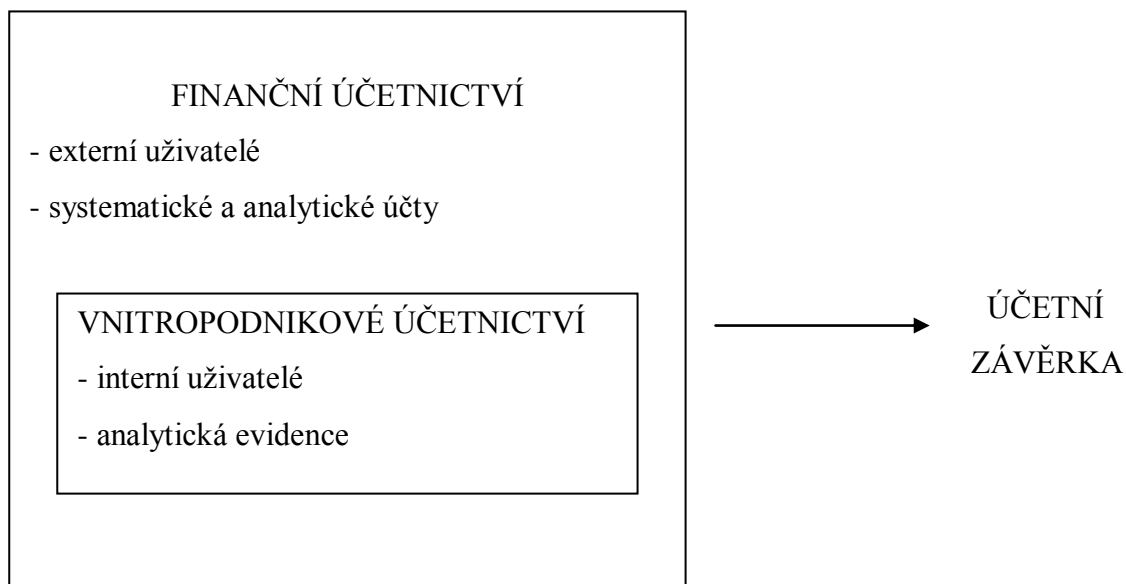 FINANČNÍ ÚČETNICTVÍ
- externí uživatelé
- systematické a analytické účty
VNITROPODNIKOVÉ ÚČETNICTVÍ
- interní uživatelé
- analytická evidence
ÚČETNÍ
ZÁVĚRKA